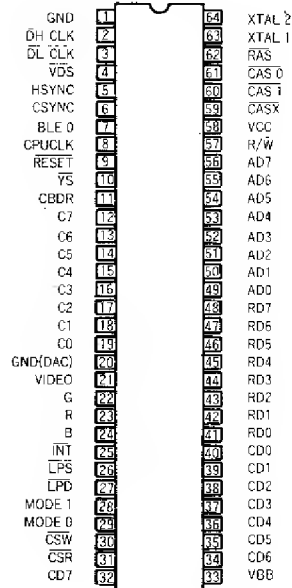 GND 1 64 XTAL 2
DH CLK 2 63 XTAL 1
DL CLK 3 62 RAS
VDS 4 61 CAS 0
HSYNC 5 60 CAS 1
CSYNC 6 59 CASX
BLE 0 7 58 VCC
CPUCLK 8 57 R/W
RESET 9 56 AD7
YS 10 55 AD6
CBDR 11 54 AD5
C7 12 53 AD4
C6 13 52 AD3
C5 14 51 AD2
C4 15 50 AD1
C3 16 49 AD0
C2 17 48 RD7
C1 18 47 RD6
C0 19 46 RD5
GND(DAC) 20 45 RD4
VIDEO 21 44 RD3
G 22 43 RD2
R 23 42 RD1
B 24 41 RD0
INT 25 40 CD0
LPS 26 39 CD1
LPD 27 38 CD2
MODE 1 28 37 CD3
MODE 0 29 36 CD4
CSW 30 35 CD5
CSR 31 34 CD6
CD7 32 33 VBB